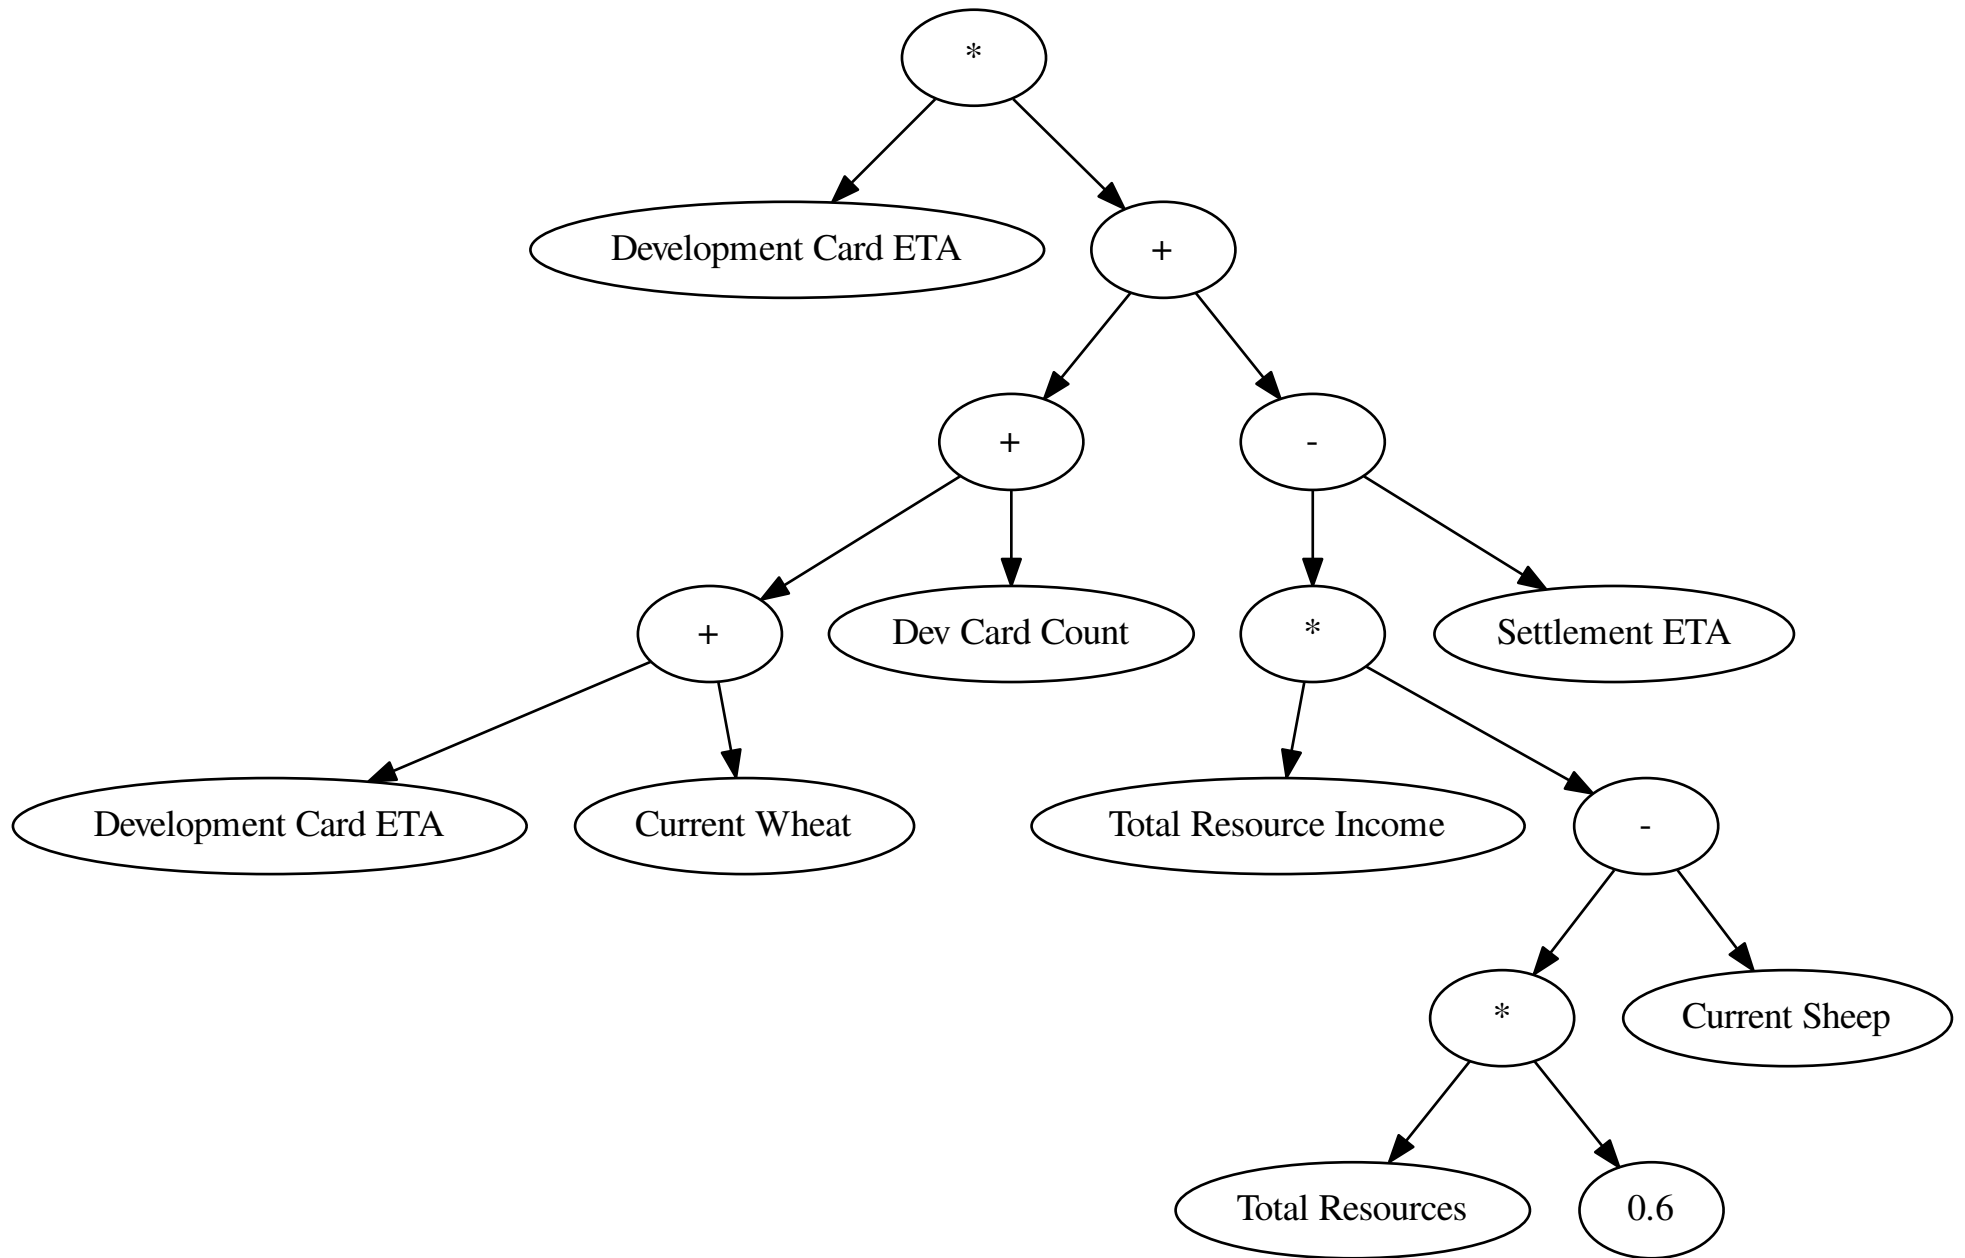 *
Development Card ETA
+
+
-
+
Dev Card Count
*
Settlement ETA
Development Card ETA
Current Wheat
Total Resource Income
-
*
Current Sheep
Total Resources
0.6